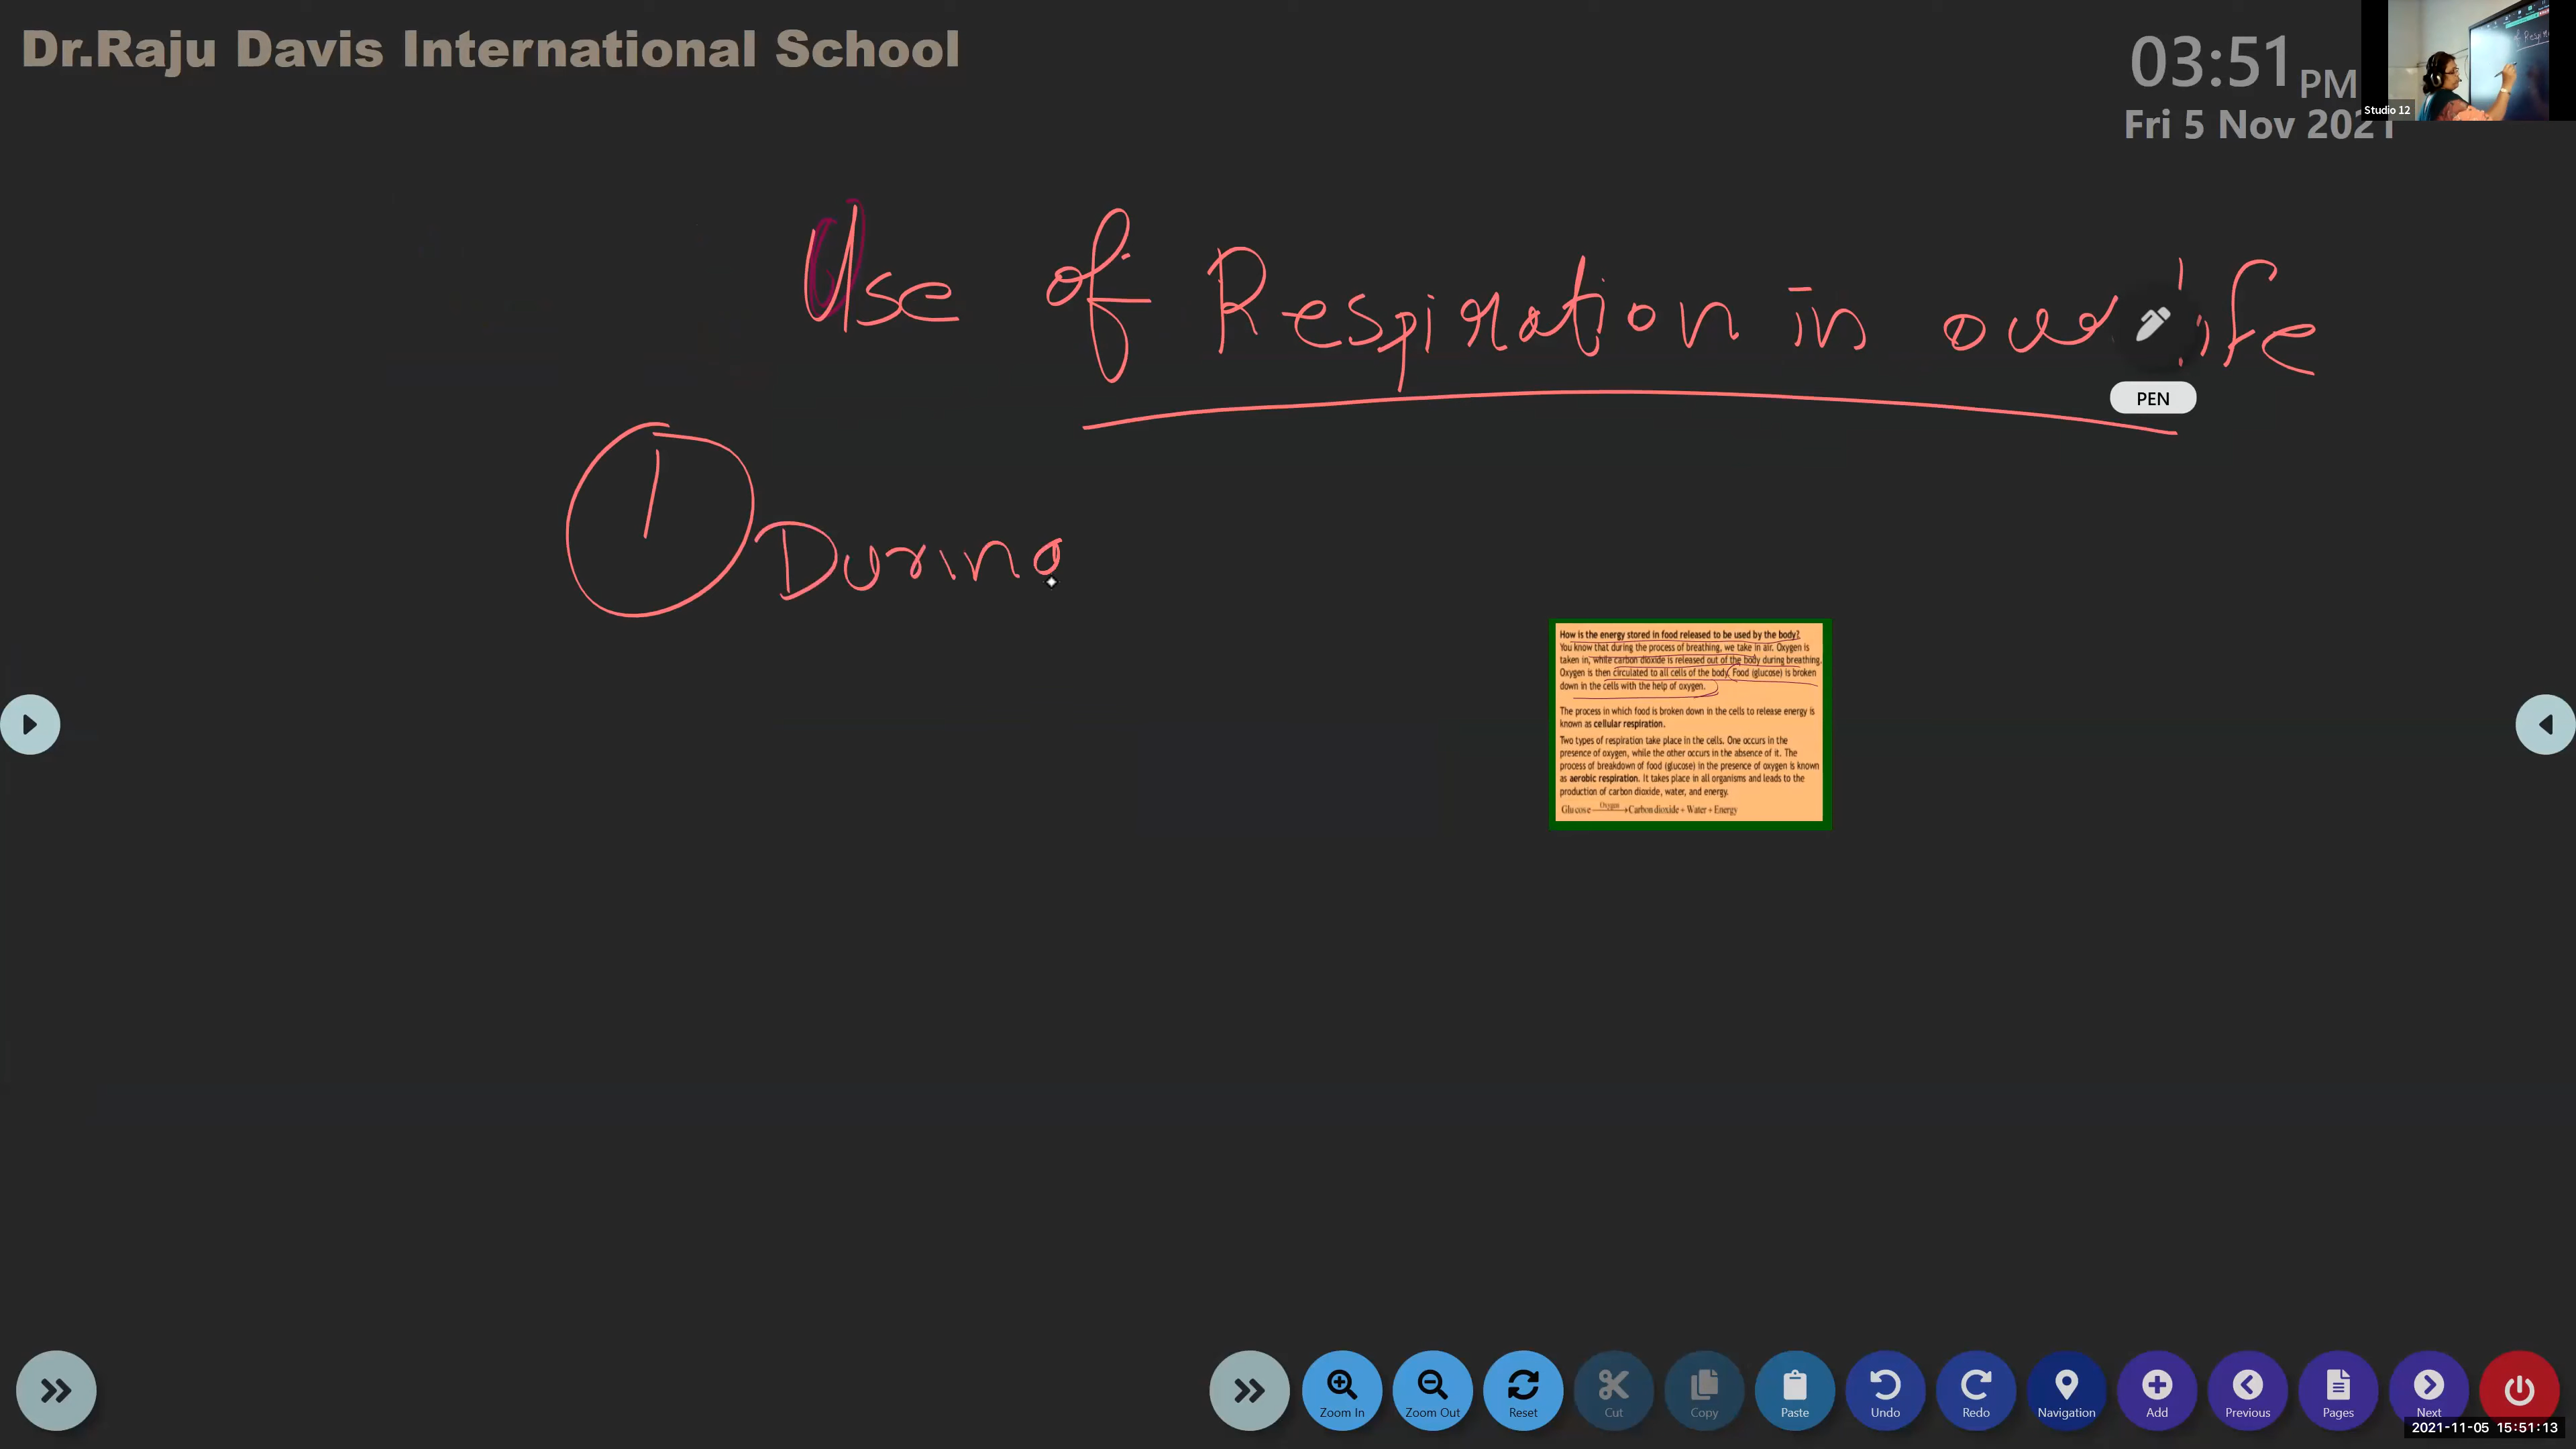 Dr.Raju Davis International School
03:51 PM
Fri 5 Nov 2021
Studio 12
Use of Respiration in our life
PEN
1 During
How is the energy stored in food released to be used by the body?
You know that during the process of breathing, we take in air. Oxygen is
taken in, while carbon dioxide is released out of the body during breathing.
Oxygen is then circulated to all cells of the body. Food (glucose) is broken
down in the cells with the help of oxygen.
The process in which food is broken down in the cells to release energy is
known as cellular respiration.
Two types of respiration take place in the cells. One occurs in the
presence of oxygen, while the other occurs in the absence of it. The
process of breakdown of food (glucose) in the presence of oxygen is known
as aerobic respiration. It takes place in all organisms and leads to the
production of carbon dioxide, water, and energy.
Glucose Oxygen→ Carbon dioxide + Water + Energy
Zoom In Zoom Out Reset Cut Copy Paste Undo Redo Navigation Add Previous Pages Next
2021-11-05 15:51:13